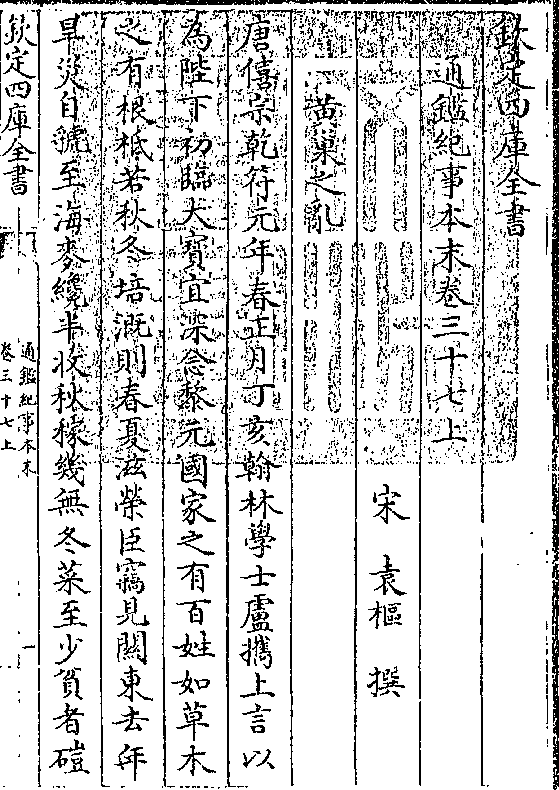 欽定四庫全書
通鑑紀事本末卷三十七上
宋 袁樞 撰
黄巢之亂
唐僖宗乾符元年春正月丁亥翰林學士盧攜上言以
為陛下初臨大寶宜深念黎元國家之有百姓如草木
之有根柢若秋冬培溉則春夏滋榮臣竊見關東去年
旱災自虢至海麥纔半收秋稼幾無冬菜至少貧者磑
欽定四庫全書
通鑑紀事本末
卷三十七上
一